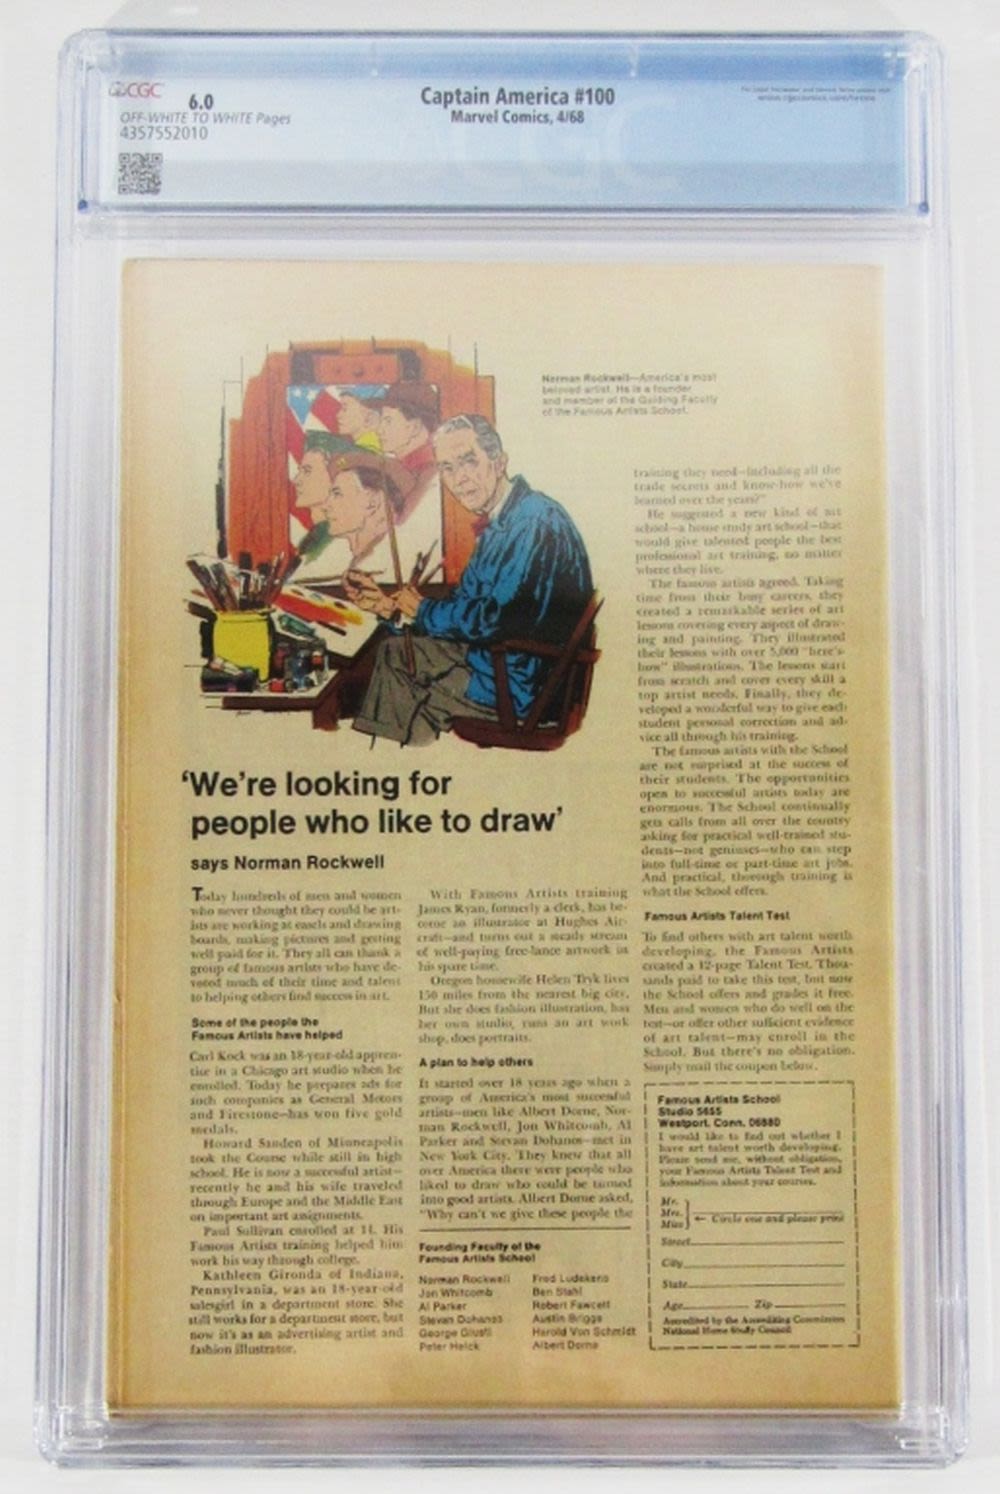 CGC
6.0
OFF-WHITE TO WHITE Pages
4357552010
Captain America #100
Marvel Comics, 4/68
Norman Rockwell—America's most
beloved artist. He is a founder
and member of the Guiding Faculty
of the Famous Artists School.
'We're looking for
people who like to draw'
says Norman Rockwell
Today hundreds of men and women
who never thought they could be art-
ists are working at easels and drawing
boards, making pictures and getting
well paid for it. They all can thank a
group of famous artists who have de-
voted much of their time and talent
to helping others find success in art.
Some of the people the
Famous Artists have helped
Carl Kock was an 18-year-old appren-
tice in a Chicago art studio when he
enrolled. Today he prepares ads for
such companies as General Motors
and Firestone—has won five gold
medals.
Howard Sanden of Minneapolis
took the Course while still in high
school. He is now a successful artist—
recently he and his wife traveled
through Europe and the Middle East
on important art assignments.
Paul Sullivan enrolled at 14. His
Famous Artists training helped him
work his way through college.
Kathleen Gironda of Indiana,
Pennsylvania, was an 18-year-old
salesgirl in a department store. She
still works for a department store, but
now it's as an advertising artist and
fashion illustrator.
With Famous Artists training
James Ryan, formerly a clerk, has be-
come an illustrator at Hughes Air-
craft—and turns out a steady stream
of well-paying free-lance artwork in
his spare time.
Oregon housewife Helen Tryk lives
150 miles from the nearest big city.
But she does fashion illustration, has
her own studio, runs an art work
shop, does portraits.
A plan to help others
It started over 18 years ago when a
group of America's most successful
artists—men like Albert Dorne, Nor-
man Rockwell, Jon Whitcomb, Al
Parker and Stevan Dohanos—met in
New York City. They knew that all
over America there were people who
liked to draw who could be turned
into good artists. Albert Dorne asked,
"Why can't we give these people the
Founding Faculty of the
Famous Artists School
Norman Rockwell
Jon Whitcomb
Al Parker
Stevan Dohanos
George Giusti
Peter Helck
Fred Ludekens
Ben Stahl
Robert Fawcett
Austin Briggs
Harold Von Schmidt
Albert Dorne
training they need—including all the
trade secrets and know-how we've
learned over the years?"
He suggested a new kind of art
school—a home study art school—that
would give talented people the best
professional art training, no matter
where they live.
The famous artists agreed. Taking
time from their busy careers, they
created a remarkable series of art
lessons covering every aspect of draw-
ing and painting. They illustrated
their lessons with over 5,000 "here's-
how" illustrations. The lessons start
from scratch and cover every skill a
top artist needs. Finally, they de-
veloped a wonderful way to give each
student personal correction and ad-
vice all through his training.
The famous artists with the School
are not surprised at the success of
their students. The opportunities
open to successful artists today are
enormous. The School continually
gets calls from all over the country
asking for practical well-trained stu-
dents—not geniuses—who can step
into full-time or part-time art jobs.
And practical, thorough training is
what the School offers.
Famous Artists Talent Test
To find others with art talent worth
developing, the Famous Artists
created a 12-page Talent Test. Thou-
sands paid to take this test, but now
the School offers and grades it free.
Men and women who do well on the
test—or offer other sufficient evidence
of art talent—may enroll in the
School. But there's no obligation.
Simply mail the coupon below.
Famous Artists School
Studio 5655
Westport, Conn. 06880
I would like to find out whether I
have art talent worth developing.
Please send me, without obligation,
your Famous Artists Talent Test and
information about your courses.
Mr.
Mrs.
Miss
← Circle one and please print
Street
City
State
Age Zip
Accredited by the Accrediting Commission
National Home Study Council